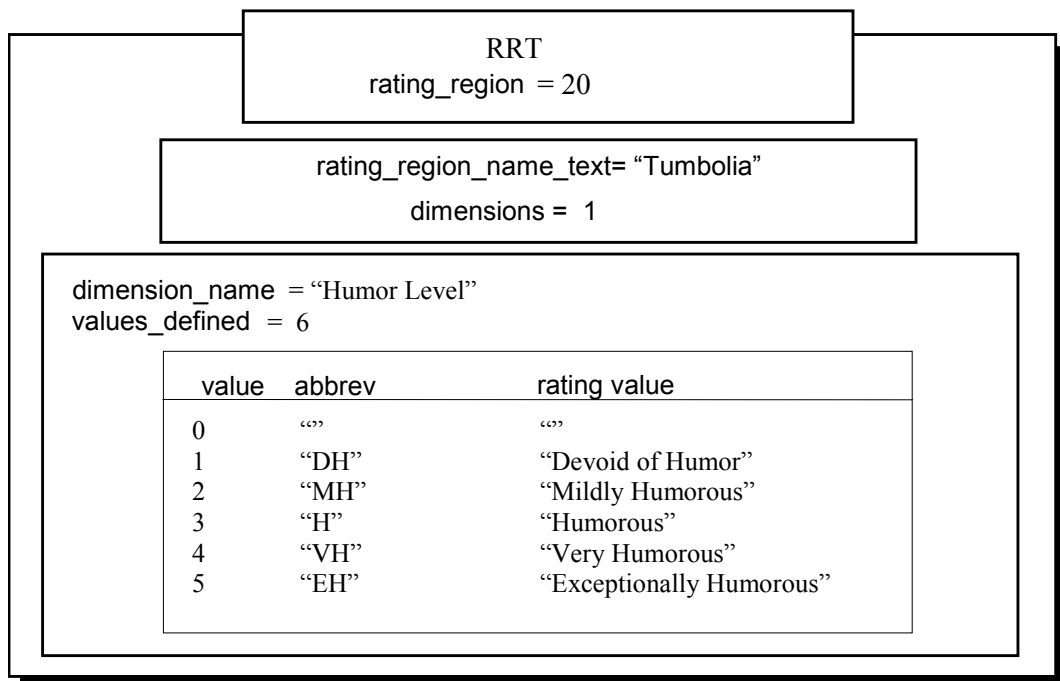 RRT
rating_region = 20
rating_region_name_text= “Tumbolia”
dimensions = 1
dimension_name = “Humor Level”
values_defined = 6
value abbrev rating value
0 “” “”
1 “DH” “Devoid of Humor”
2 “MH” “Mildly Humorous”
3 “H” “Humorous”
4 “VH” “Very Humorous”
5 “EH” “Exceptionally Humorous”